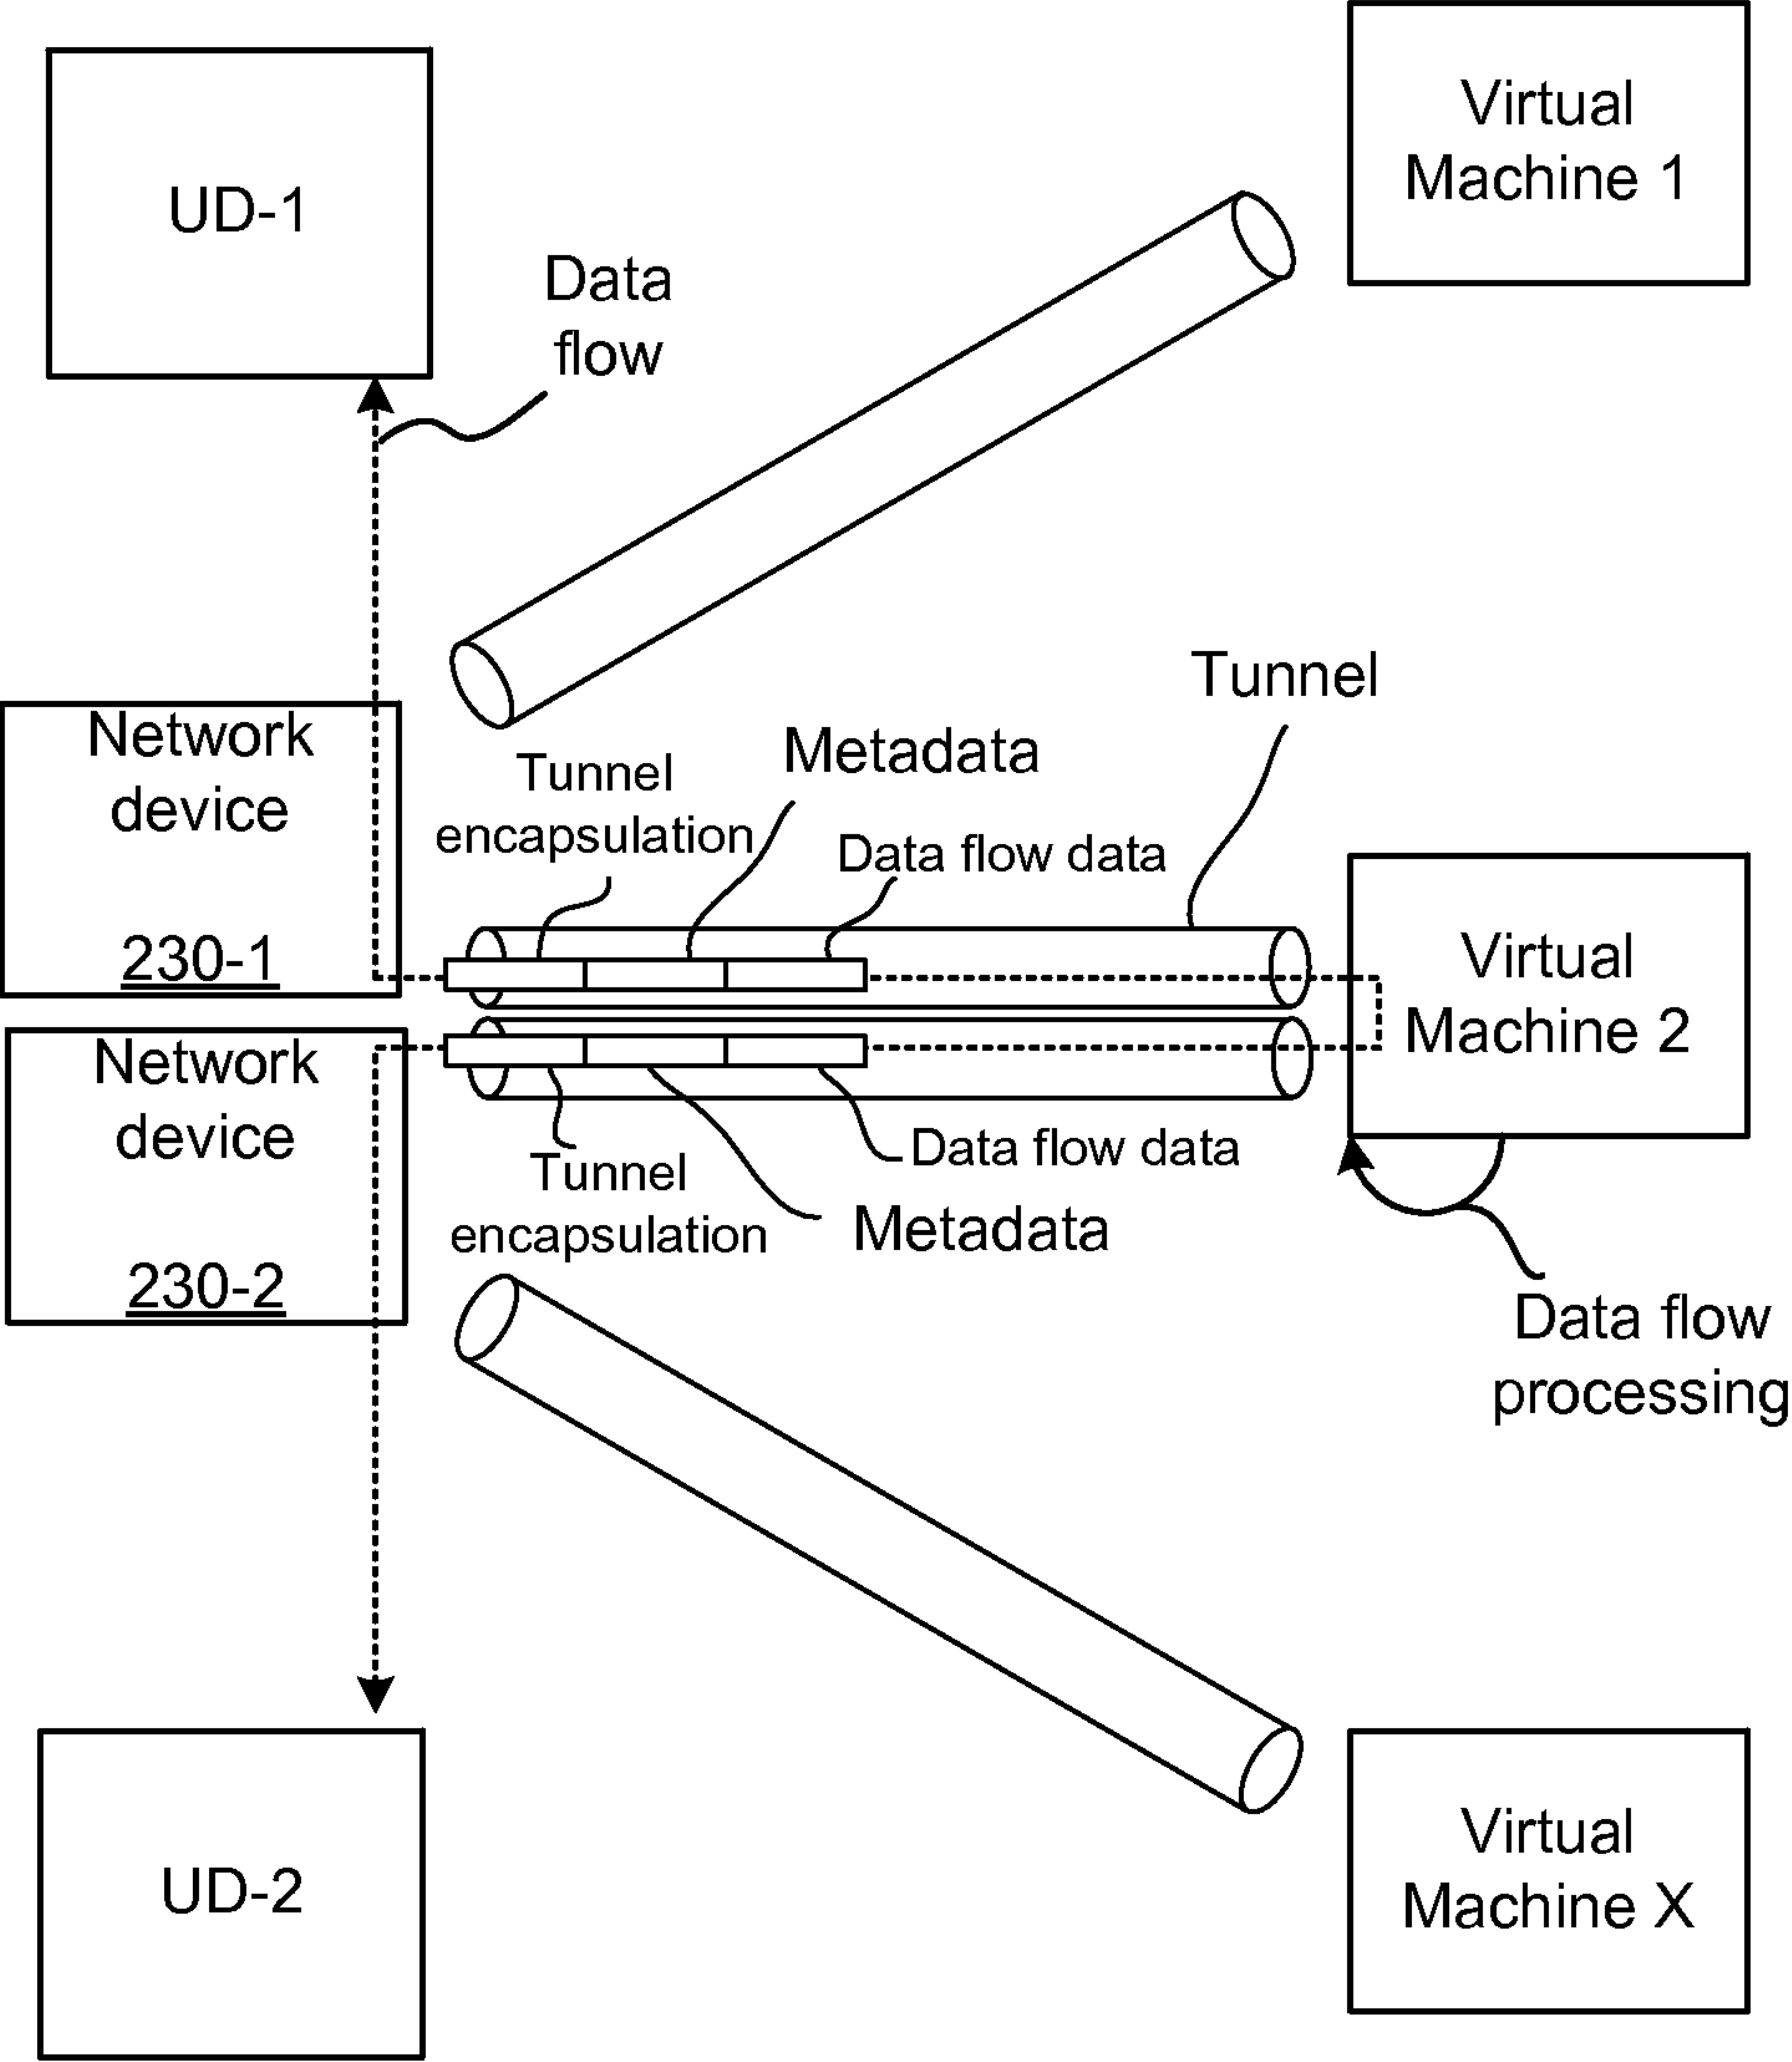 Virtual
Machine 1
UD-1
Data
flow
Tunnel
Network
device
230-1
Tunnel
encapsulation
Metadata
Data flow data
Virtual
Machine 2
Network
device
230-2
Tunnel
encapsulation
Metadata
Data flow data
Data flow
processing
UD-2
Virtual
Machine X